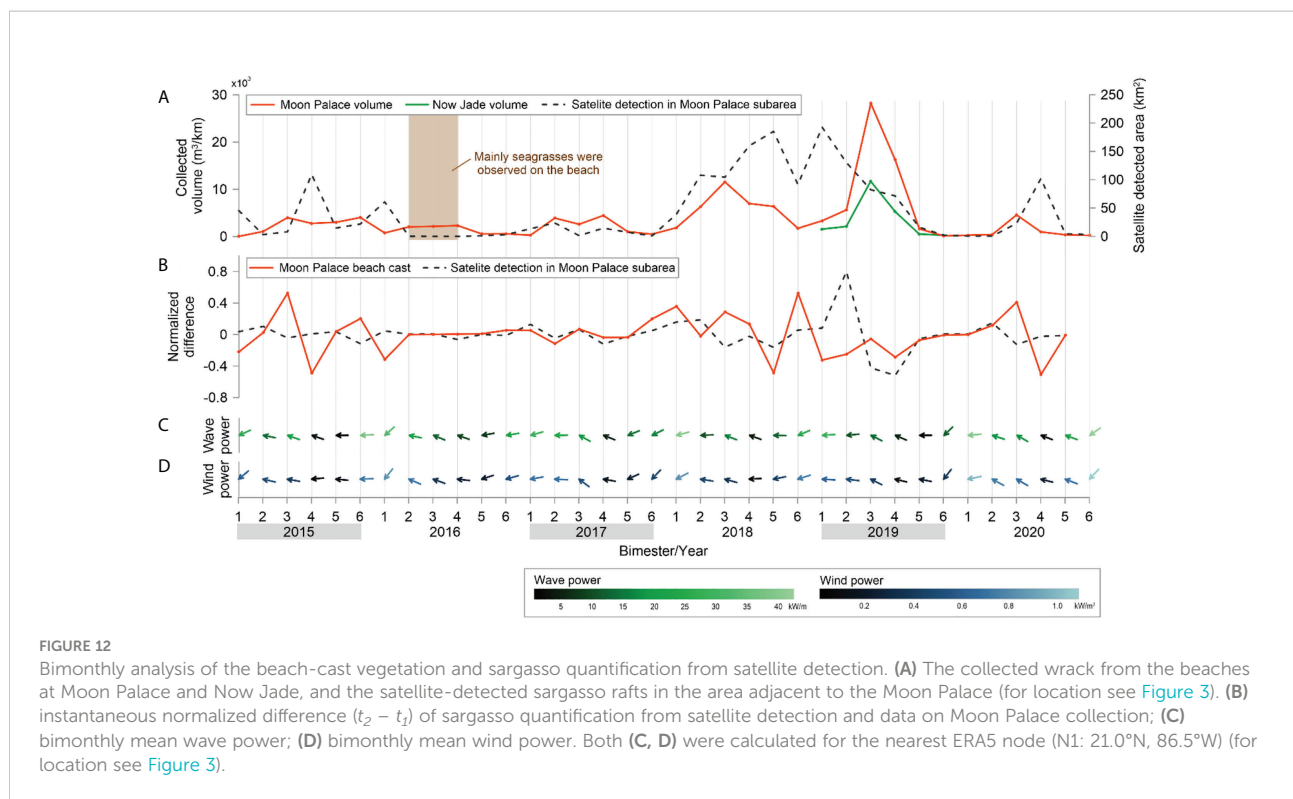 A
×10³
30
20
10
0
Collected
volume (m³/km)
Moon Palace volume
Now Jade volume
Satelite detection in Moon Palace subarea
Mainly seagrasses were
observed on the beach
250
200
150
100
50
0
Satellite detected area (km²)
B
0.8
0.4
0
-0.4
-0.8
Normalized
difference
Moon Palace beach cast
Satelite detection in Moon Palace subarea
C
Wave
power
D
Wind
power
1 2 3 4 5 6 1 2 3 4 5 6 1 2 3 4 5 6 1 2 3 4 5 6 1 2 3 4 5 6 1 2 3 4 5 6
2015 2016 2017 2018 2019 2020
Bimester/Year
Wave power
5 10 15 20 25 30 35 40 kW/m
Wind power
0.2 0.4 0.6 0.8 1.0 kW/m²
FIGURE 12
Bimonthly analysis of the beach-cast vegetation and sargasso quantification from satellite detection. (A) The collected wrack from the beaches
at Moon Palace and Now Jade, and the satellite-detected sargasso rafts in the area adjacent to the Moon Palace (for location see Figure 3). (B)
instantaneous normalized difference (t₂ – t₁) of sargasso quantification from satellite detection and data on Moon Palace collection; (C)
bimonthly mean wave power; (D) bimonthly mean wind power. Both (C, D) were calculated for the nearest ERA5 node (N1: 21.0°N, 86.5°W) (for
location see Figure 3).